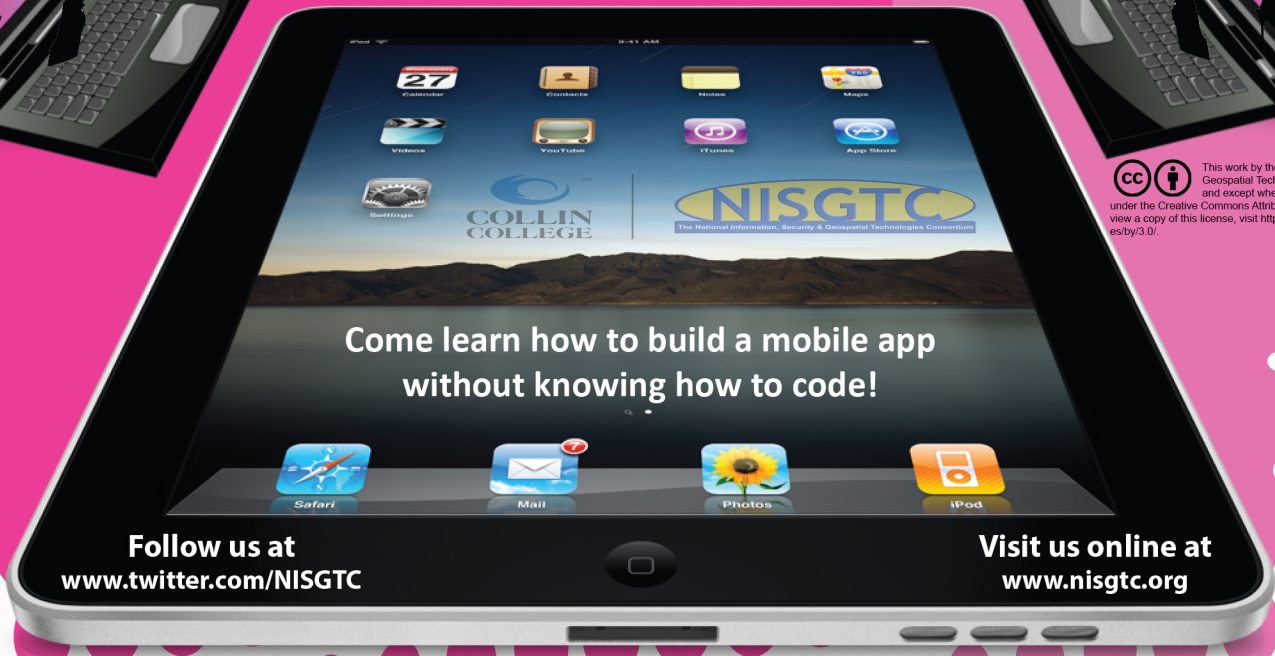 iPad
9:41 AM
Wednesday
27
280
Calendar
Contacts
Notes
Maps
Videos
YouTube
iTunes
App Store
Settings
COLLIN
COLLEGE
NISGTC
The National Information, Security & Geospatial Technologies Consortium
cc
This work by the
Geospatial Tech
and except whe
under the Creative Commons Attrib
view a copy of this license, visit http
es/by/3.0/.
Come learn how to build a mobile app
without knowing how to code!
7
Safari
Mail
Photos
iPod
Follow us at
www.twitter.com/NISGTC
Visit us online at
www.nisgtc.org